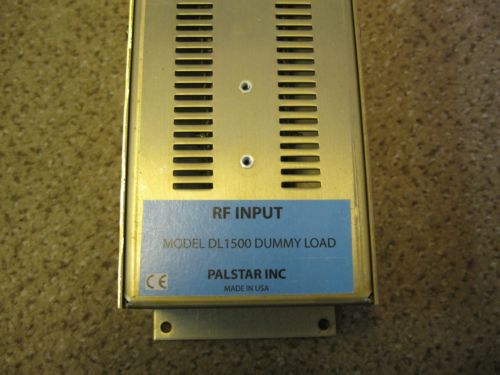 RF INPUT
MODEL DL1500 DUMMY LOAD
PALSTAR INC
CE MADE IN USA